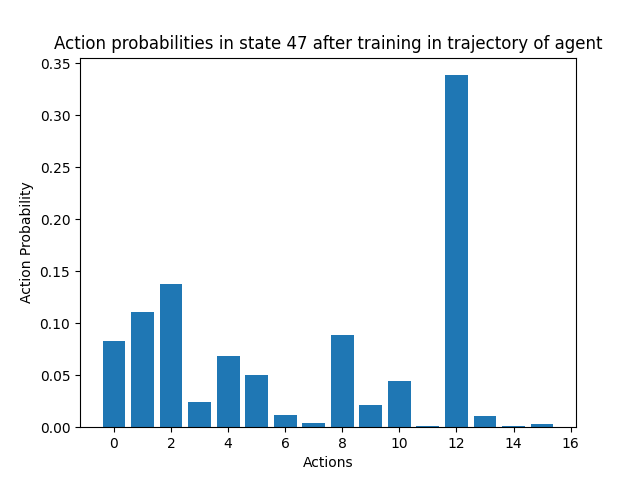 Action probabilities in state 47 after training in trajectory of agent
0.35
0.30
0.25
0.20
0.15
0.10
0.05
0.00
Action Probability
0 2 4 6 8 10 12 14 16
Actions